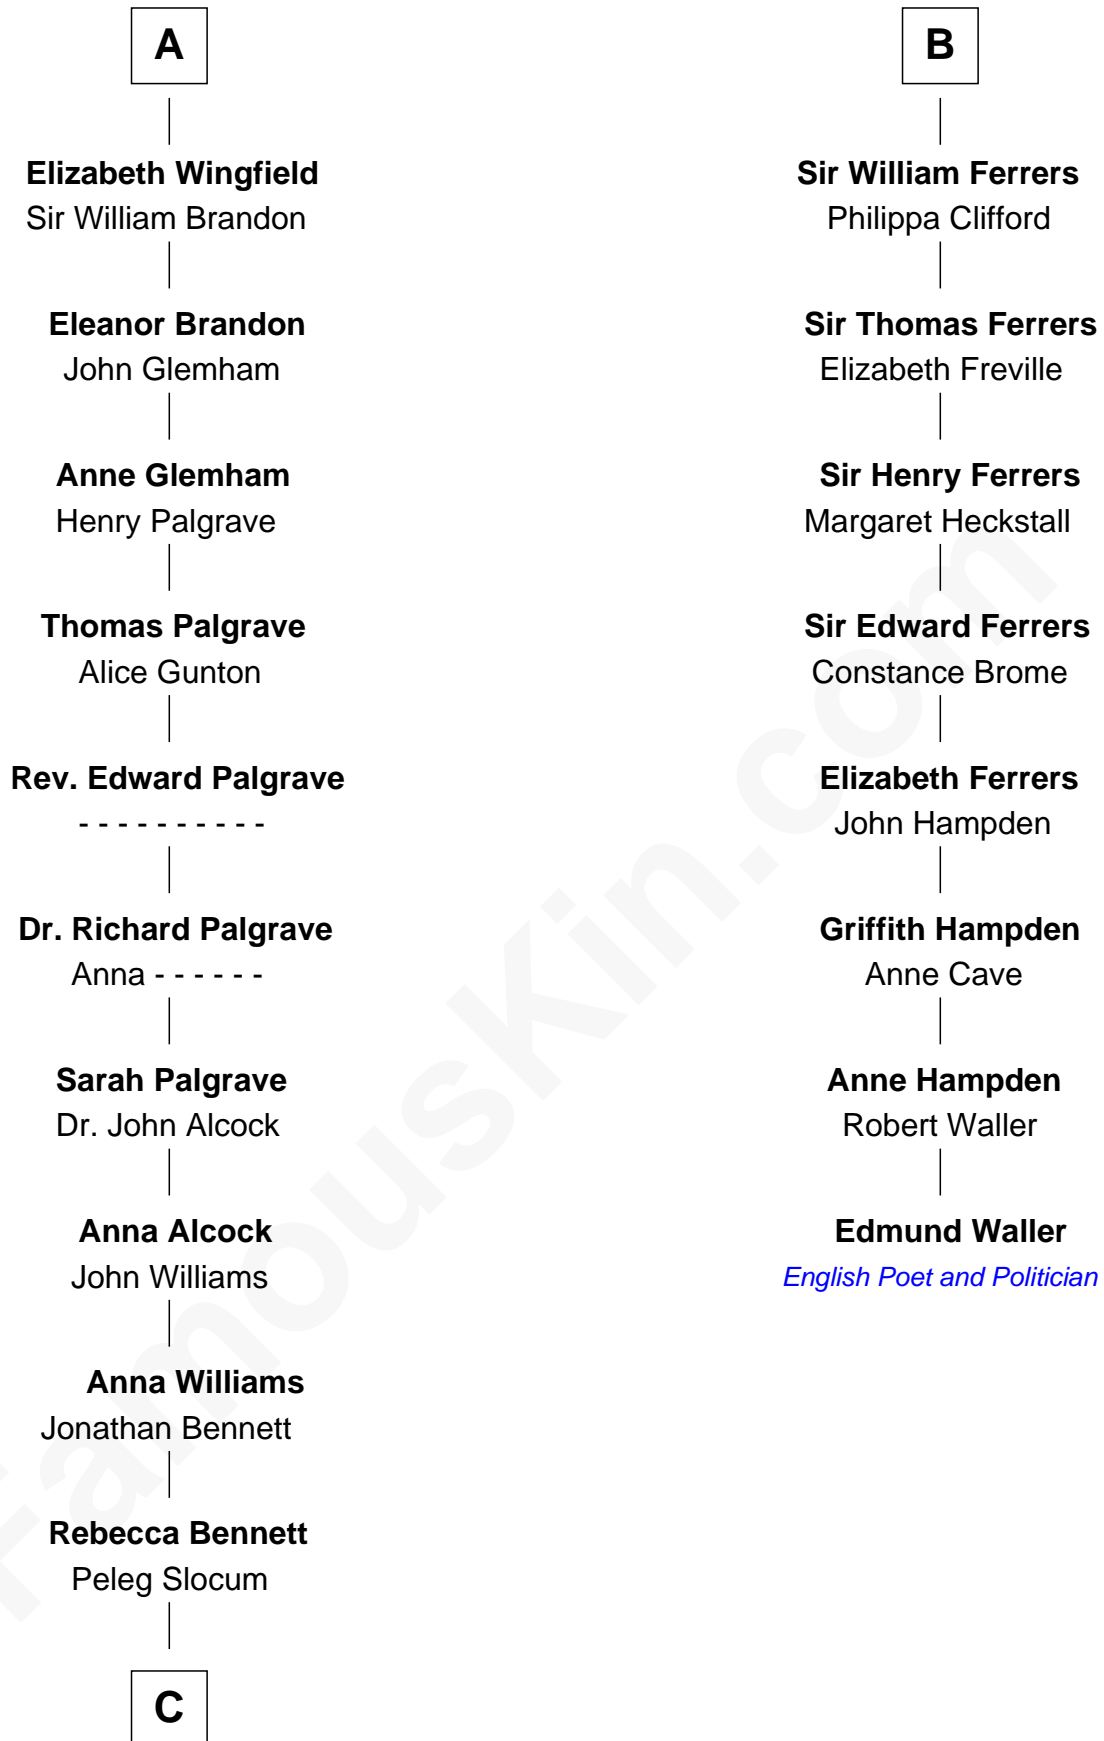 A
Elizabeth Wingfield
Sir William Brandon
Eleanor Brandon
John Glemham
Anne Glemham
Henry Palgrave
Thomas Palgrave
Alice Gunton
Rev. Edward Palgrave
- - - - - - - - - -
Dr. Richard Palgrave
Anna - - - - - -
Sarah Palgrave
Dr. John Alcock
Anna Alcock
John Williams
Anna Williams
Jonathan Bennett
Rebecca Bennett
Peleg Slocum
C
B
Sir William Ferrers
Philippa Clifford
Sir Thomas Ferrers
Elizabeth Freville
Sir Henry Ferrers
Margaret Heckstall
Sir Edward Ferrers
Constance Brome
Elizabeth Ferrers
John Hampden
Griffith Hampden
Anne Cave
Anne Hampden
Robert Waller
Edmund Waller
English Poet and Politician
FamousKin.com